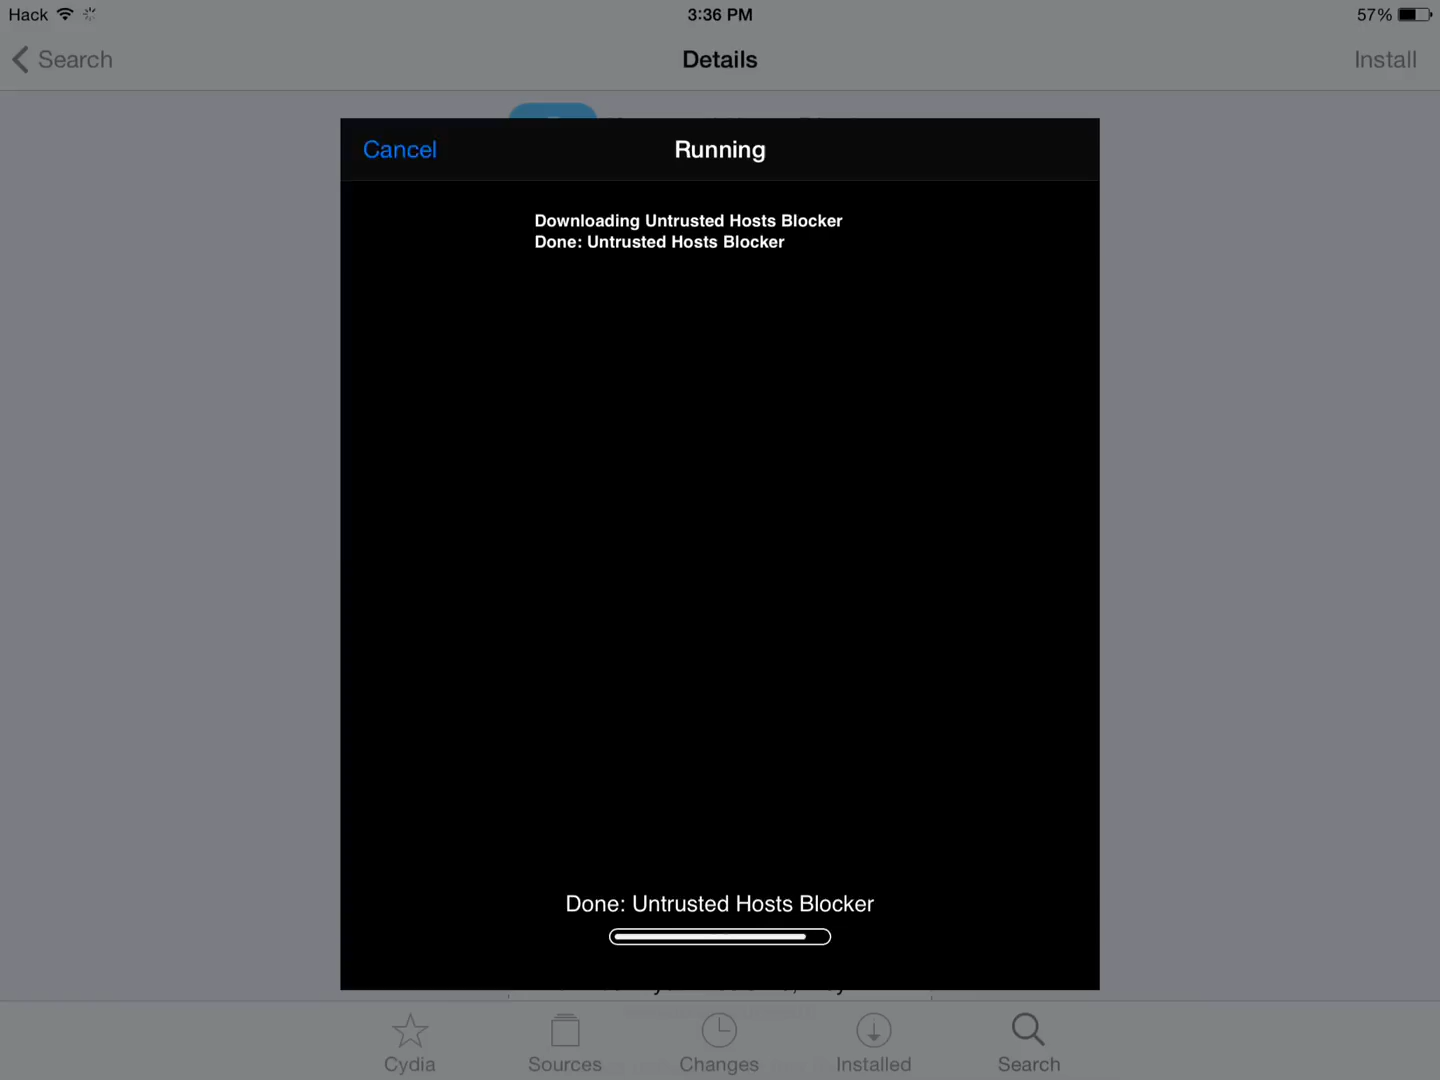 Hack
3:36 PM
57%
Search
Details
Install
Cancel
Running
Downloading Untrusted Hosts Blocker
Done: Untrusted Hosts Blocker
Done: Untrusted Hosts Blocker
Cydia
Sources
Changes
Installed
Search